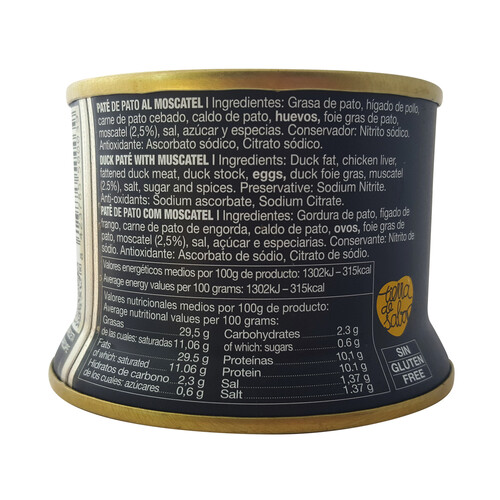 PATÉ DE PATO AL MOSCATEL | Ingredientes: Grasa de pato, hígado de pollo,
carne de pato cebado, caldo de pato, huevos, foie gras de pato,
moscatel (2,5%), sal, azúcar y especias. Conservador: Nitrito sódico.
Antioxidante: Ascorbato sódico, Citrato sódico.
DUCK PATÉ WITH MUSCATEL | Ingredients: Duck fat, chicken liver,
fattened duck meat, duck stock, eggs, duck foie gras, muscatel
(2,5%), salt, sugar and spices. Preservative: Sodium Nitrite.
Anti-oxidants: Sodium Ascorbate, Sodium Citrate.
PATÉ DE PATO COM MOSCATEL | Ingredientes: Gordura de pato, fígado de
frango, carne de pato de engorda, caldo de pato, ovos, foie gras de
pato, moscatel (2,5%), sal, açucar e especiarias. Conservante: Nitrito de
sódio. Antioxidante: Ascorbato de sódio, Citrato de sódio.
Valores energéticos medios por 100g de producto: 1302kJ – 315kcal
Average energy values per 100 grams: 1302kJ – 315kcal
Valores nutricionales medios por 100g de producto:
Average nutritional values per 100 grams:
Grasas 29,5 g
de las cuales: saturadas 11,06 g
Fats 29.5 g
of which: saturated 11.06 g
Hidratos de carbono 2,3 g
de los cuales: azúcares 0,6 g
Carbohydrates 2.3 g
of which: sugars 0.6 g
Proteínas 10,1 g
Protein 10.1 g
Sal 1,37 g
Salt 1.37 g
tierra
de
sabor
SIN
GLUTEN
FREE